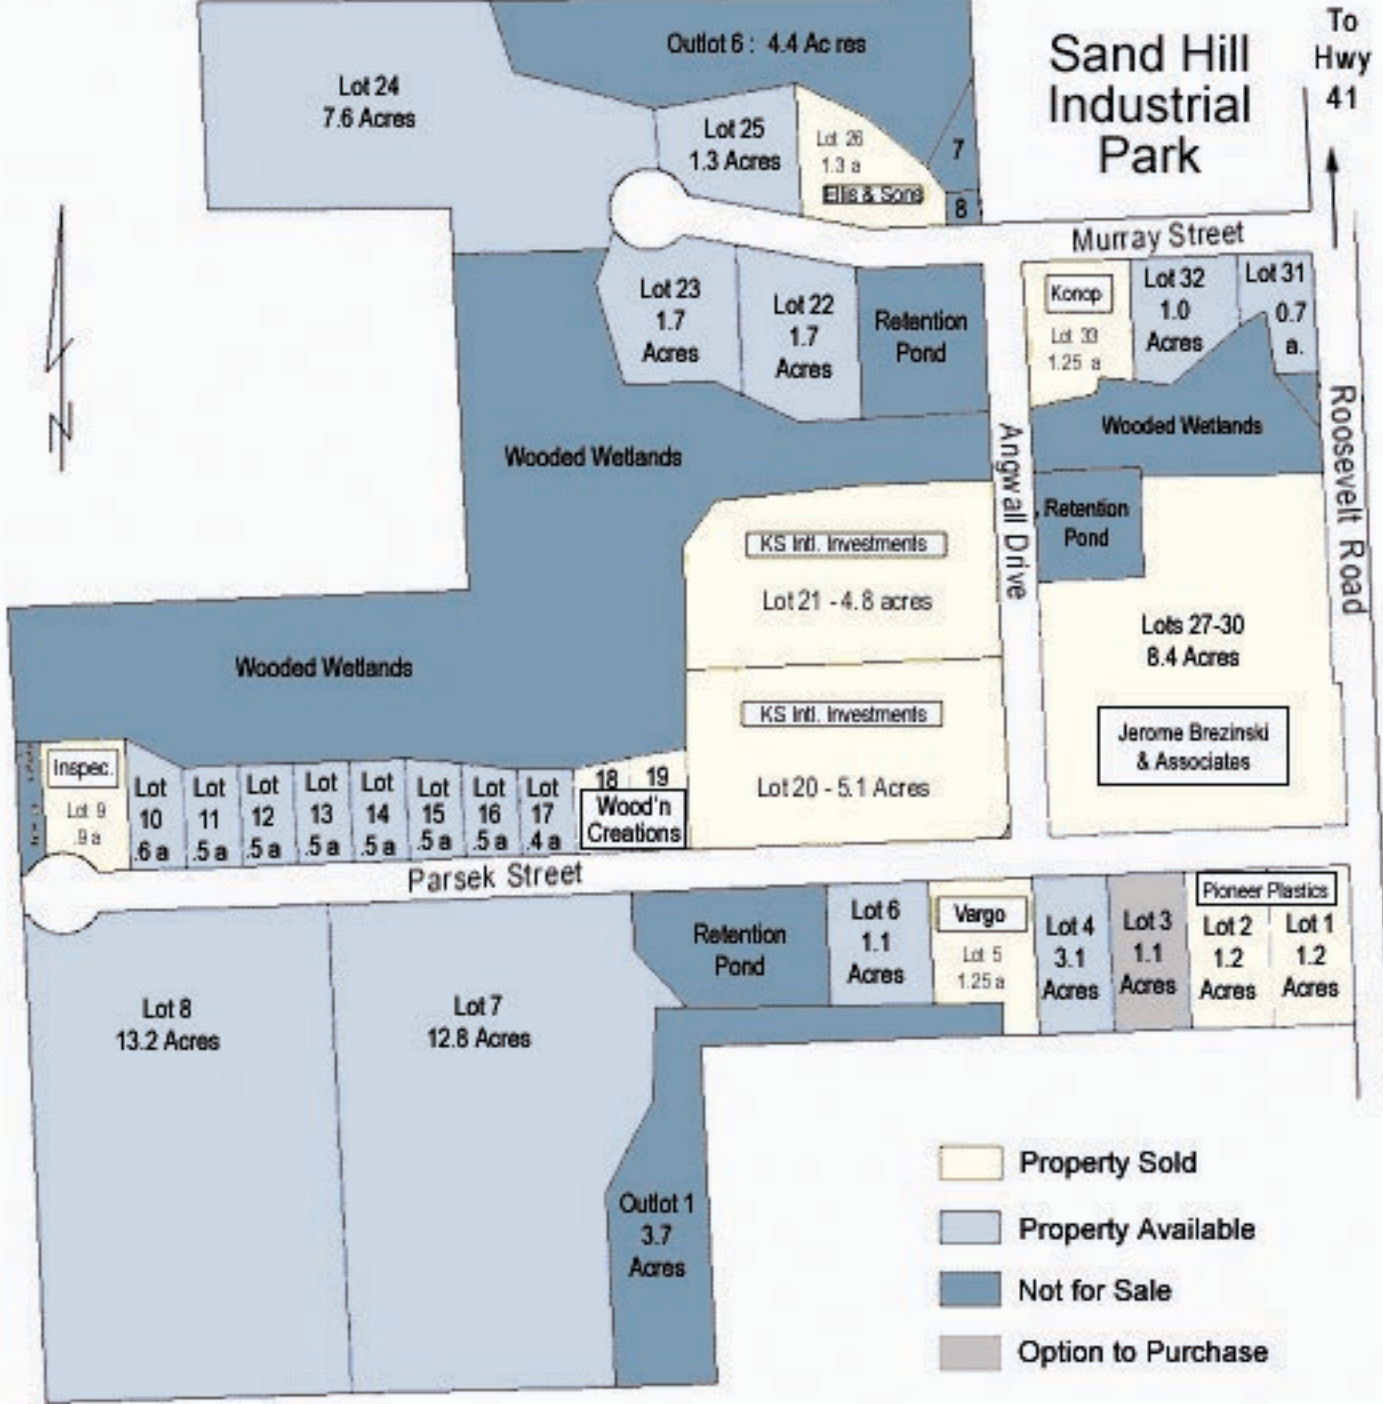 Sand Hill
Industrial
Park
To
Hwy
41
Outlot 6 : 4.4 Ac res
Lot 24
7.6 Acres
Lot 25
1.3 Acres
Lot 26
1.3 a
Ellis & Sons
7
8
Murray Street
Lot 23
1.7
Acres
Lot 22
1.7
Acres
Retention
Pond
Konop
Lot 33
1.25 a
Lot 32
1.0
Acres
Lot 31
0.7
a.
N
Wooded Wetlands
Wooded Wetlands
Angwall Drive
Roosevelt Road
Retention
Pond
KS Intl. Investments
Lot 21 - 4.8 acres
Lots 27-30
8.4 Acres
Jerome Brezinski
& Associates
Wooded Wetlands
KS Intl. Investments
Lot 20 - 5.1 Acres
Inspec.
Lot 9
.9 a
Lot
10
.6 a
Lot
11
.5 a
Lot
12
.5 a
Lot
13
.5 a
Lot
14
.5 a
Lot
15
.5 a
Lot
16
.5 a
Lot
17
.4 a
18
19
Wood'n
Creations
Parsek Street
Lot 8
13.2 Acres
Lot 7
12.8 Acres
Retention
Pond
Lot 6
1.1
Acres
Vargo
Lot 5
1.25 a
Lot 4
3.1
Acres
Lot 3
1.1
Acres
Pioneer Plastics
Lot 2
1.2
Acres
Lot 1
1.2
Acres
Outlot 1
3.7
Acres
Property Sold
Property Available
Not for Sale
Option to Purchase